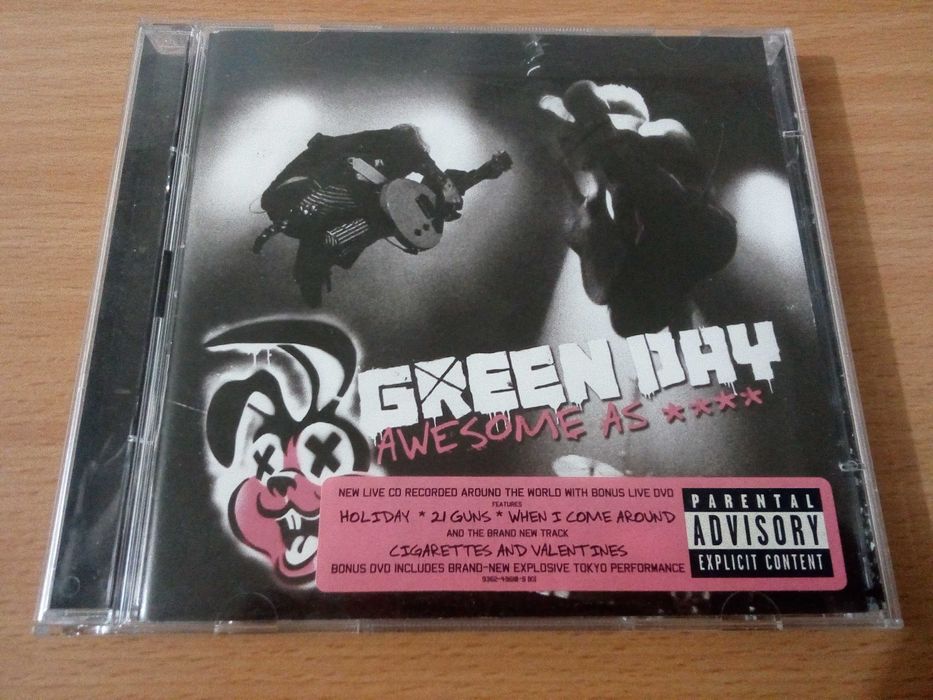 GREEN DAY
AWESOME AS ****
NEW LIVE CD RECORDED AROUND THE WORLD WITH BONUS LIVE DVD
FEATURES
HOLIDAY * 21 GUNS * WHEN I COME AROUND
AND THE BRAND NEW TRACK
CIGARETTES AND VALENTINES
BONUS DVD INCLUDES BRAND-NEW EXPLOSIVE TOKYO PERFORMANCE
PARENTAL
ADVISORY
EXPLICIT CONTENT